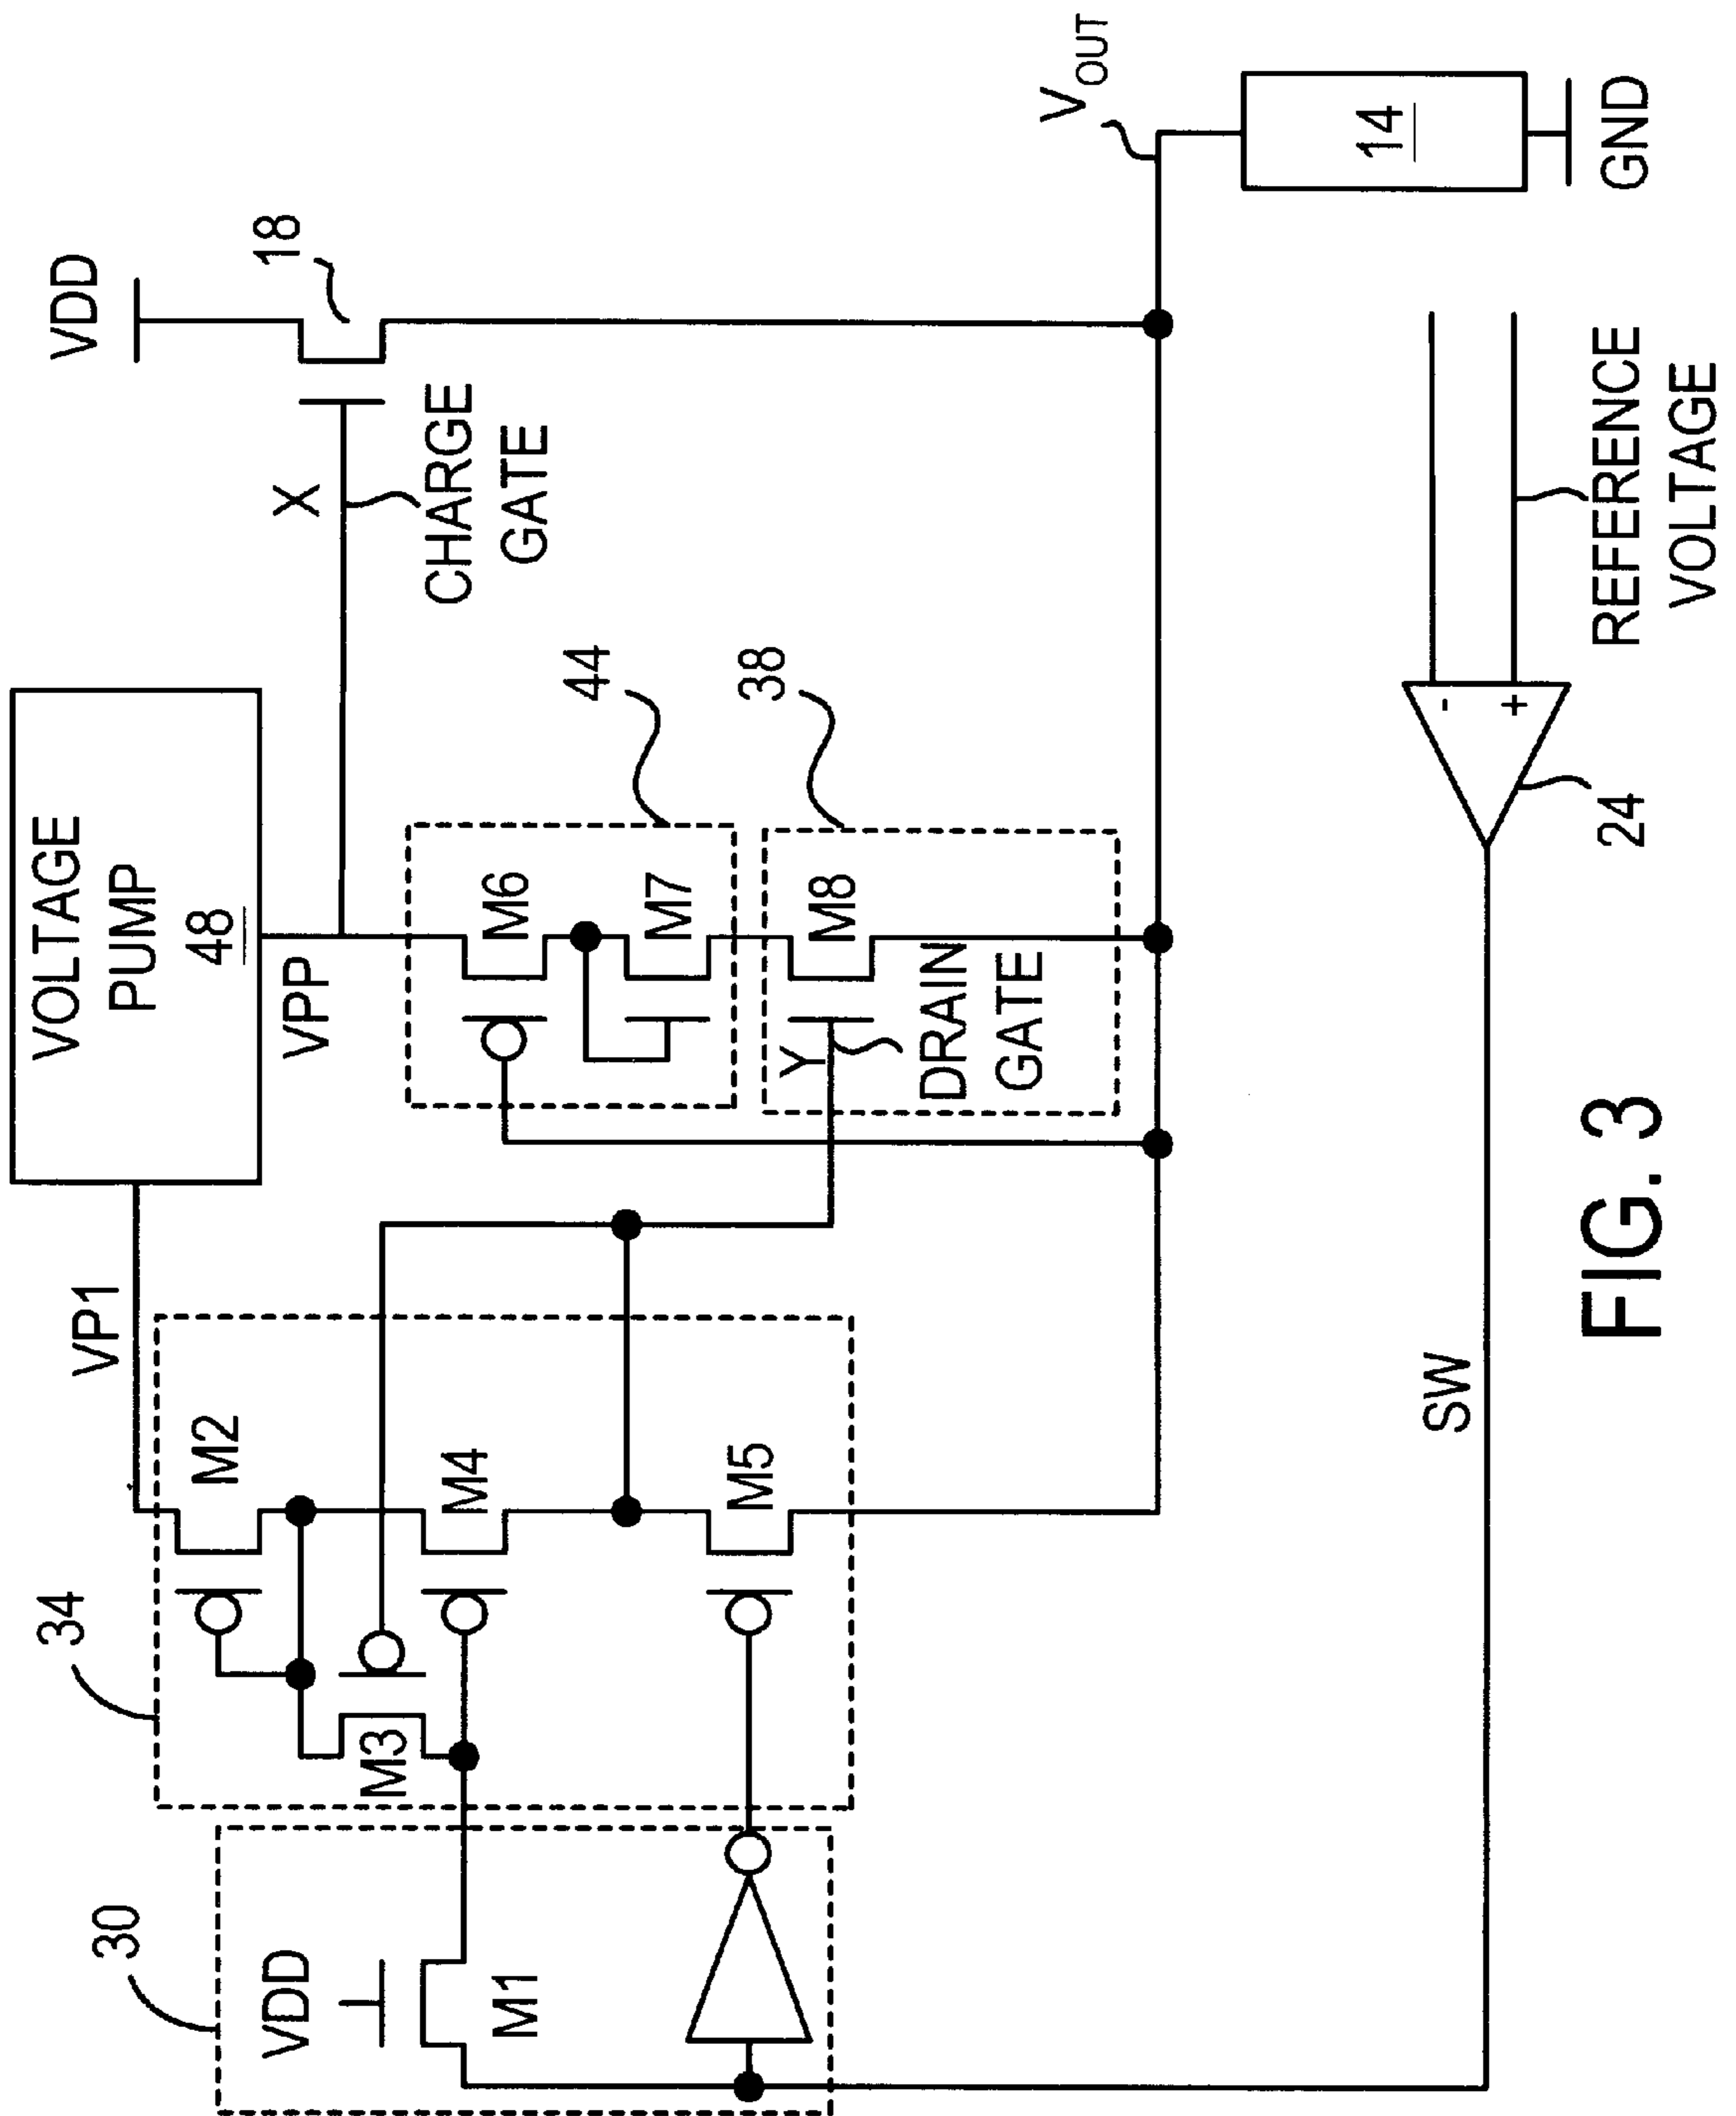 VOLTAGE
PUMP
48
VP1
VPP
VDD
18
X
CHARGE
GATE
34
M2
M3
M4
M5
30
VDD
M1
44
M6
M7
38
M8
Y
DRAIN
GATE
VOUT
14
GND
SW
24
-
+
REFERENCE
VOLTAGE
FIG. 3